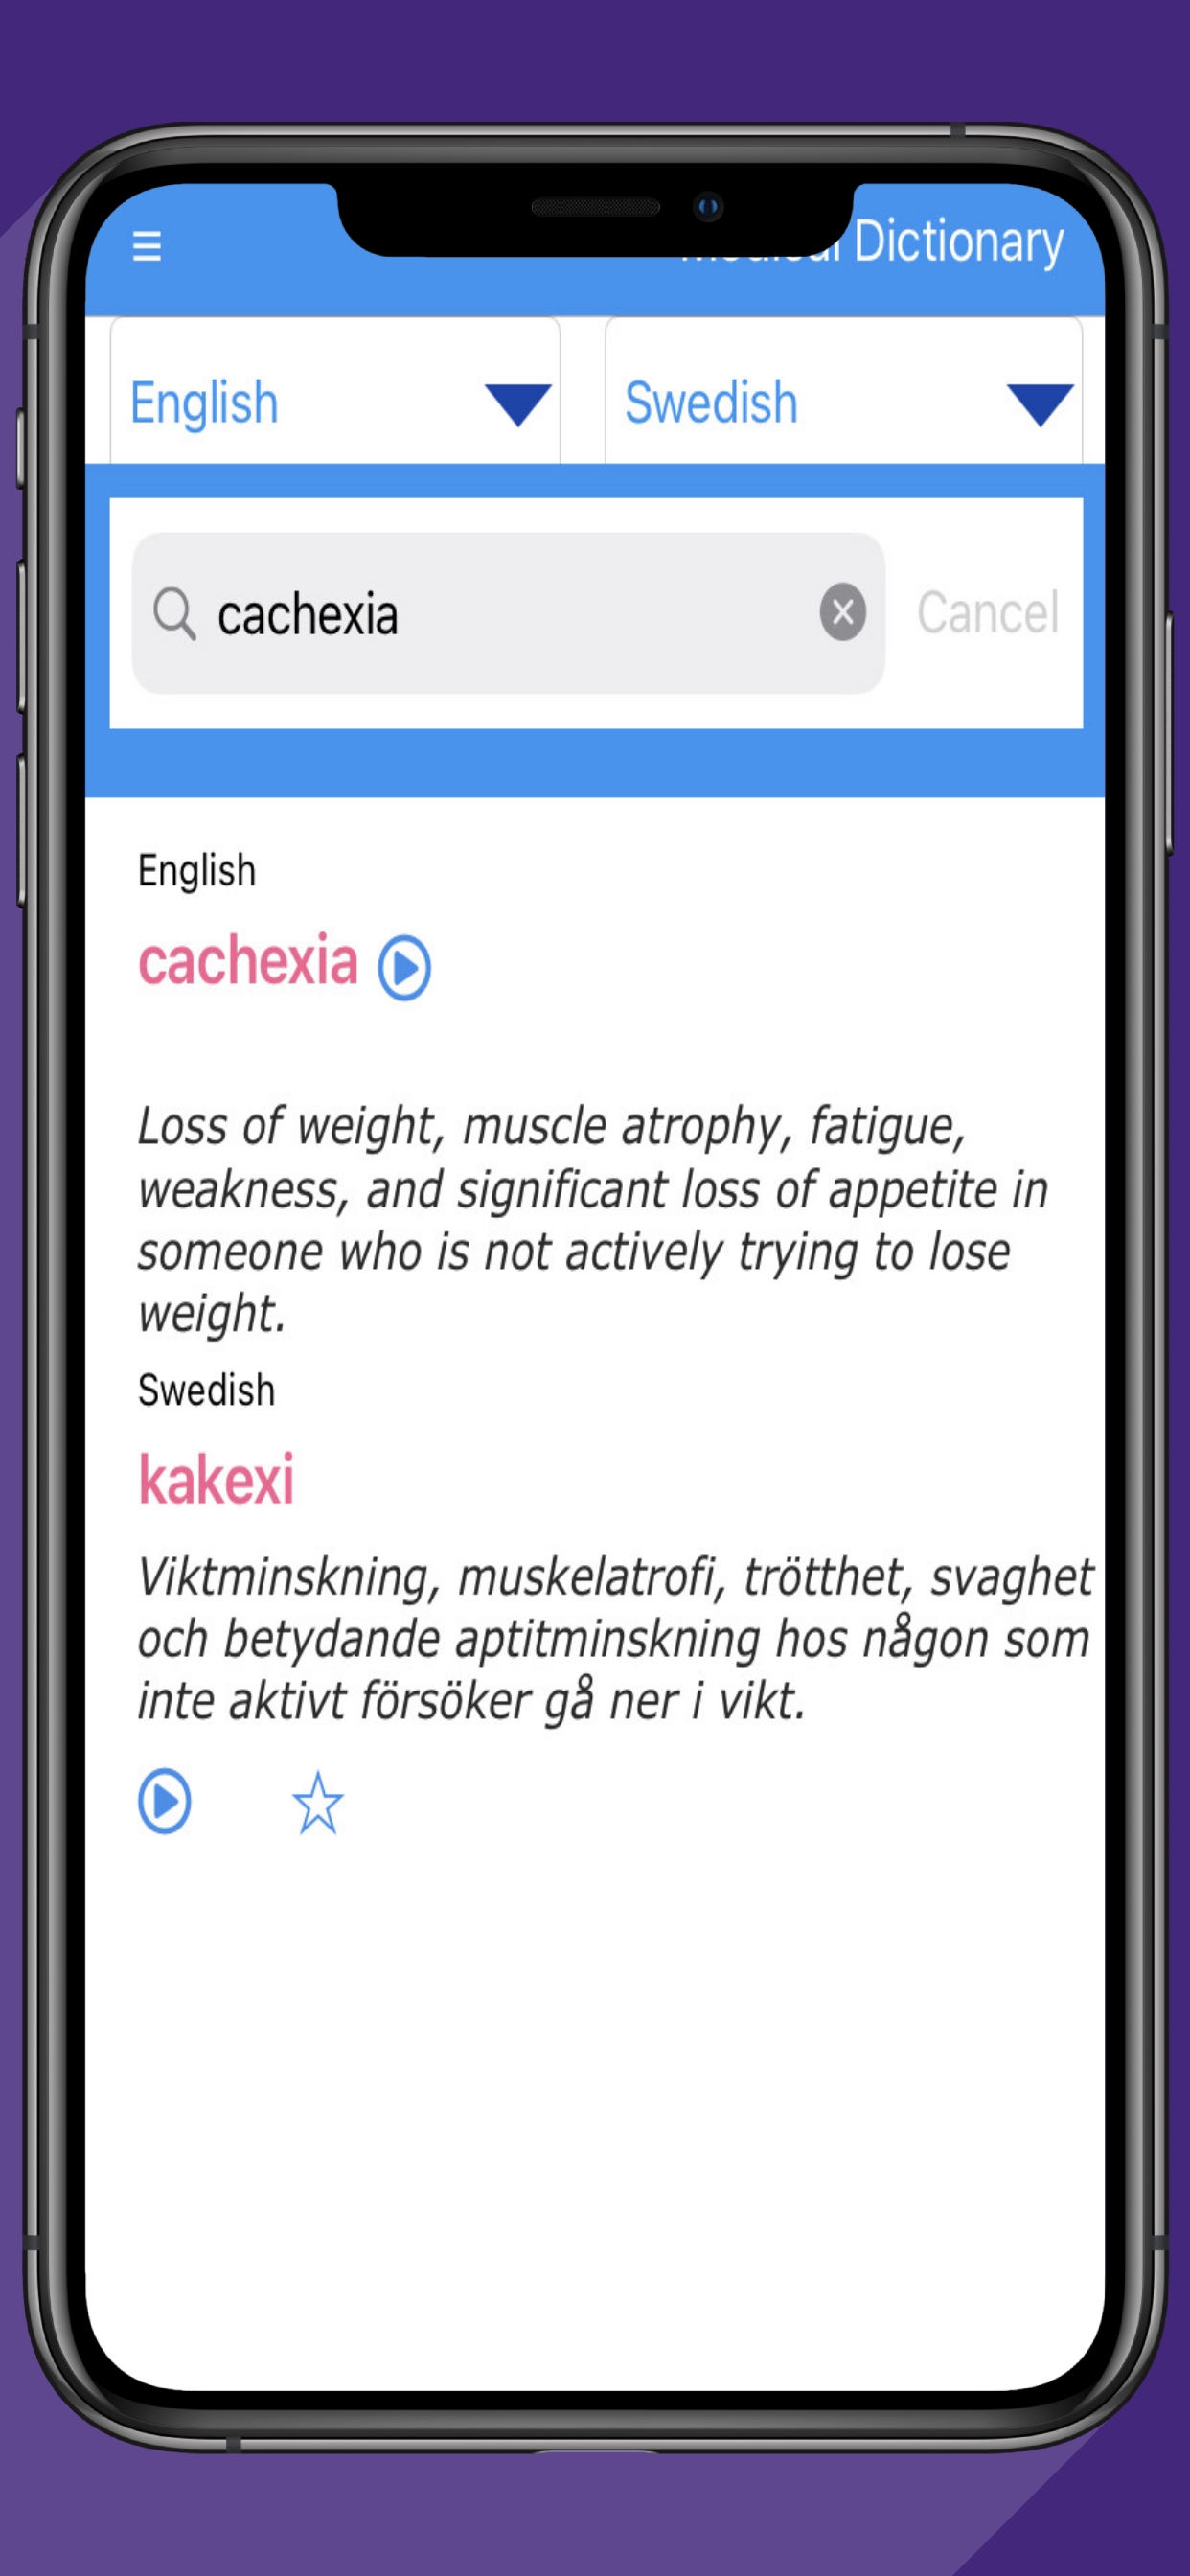 Dictionary
English
Swedish
cachexia
Cancel
English
cachexia
Loss of weight, muscle atrophy, fatigue,
weakness, and significant loss of appetite in
someone who is not actively trying to lose
weight.
Swedish
kakexi
Viktminskning, muskelatrofi, trötthet, svaghet
och betydande aptitminskning hos någon som
inte aktivt försöker gå ner i vikt.